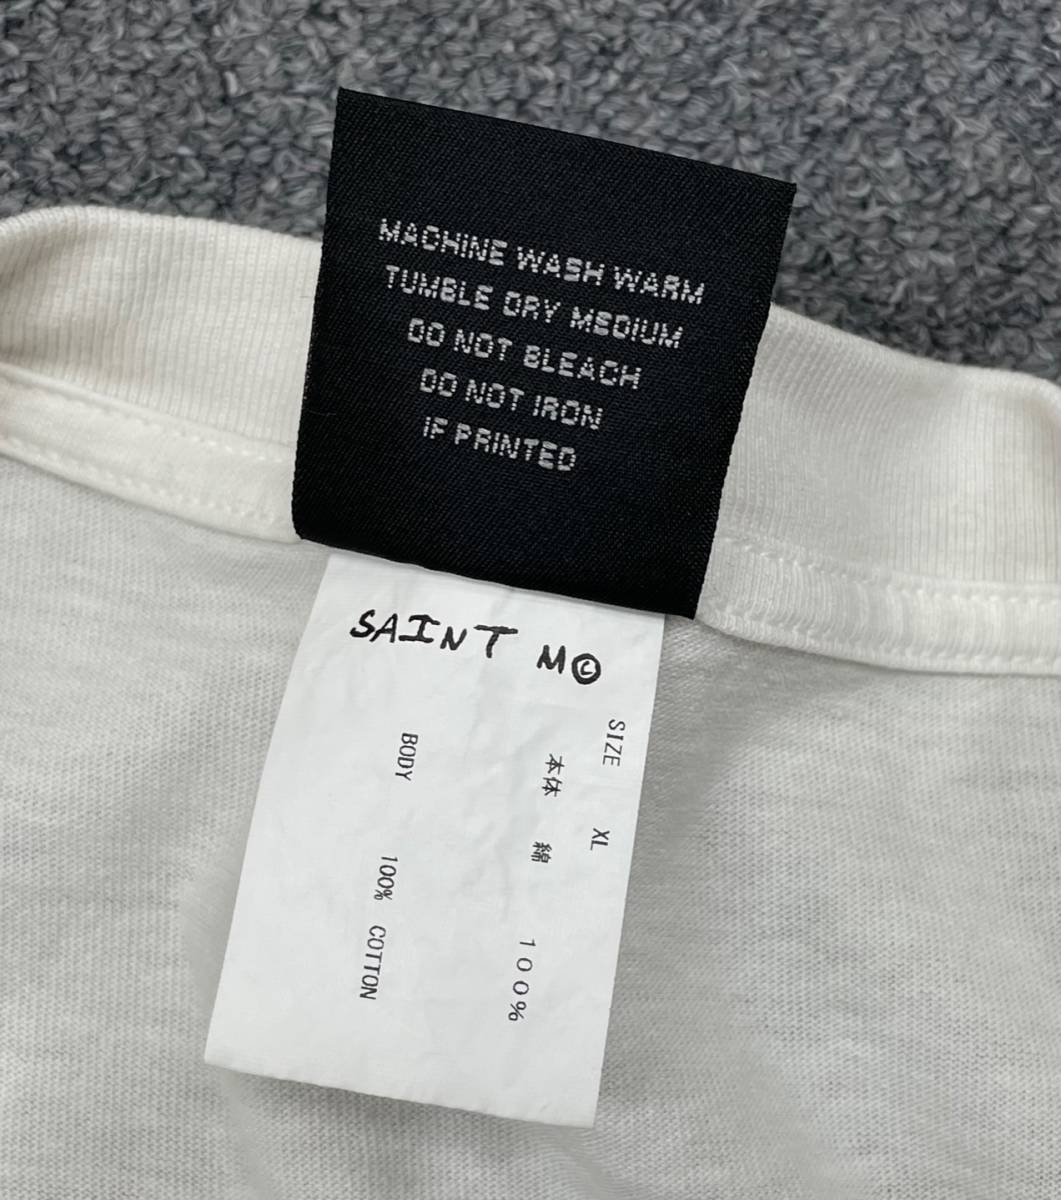 MACHINE WASH WARM
TUMBLE DRY MEDIUM
DO NOT BLEACH
DO NOT IRON
IF PRINTED
SAINT M©
SIZE XL
本体 綿 100%
BODY 100% COTTON